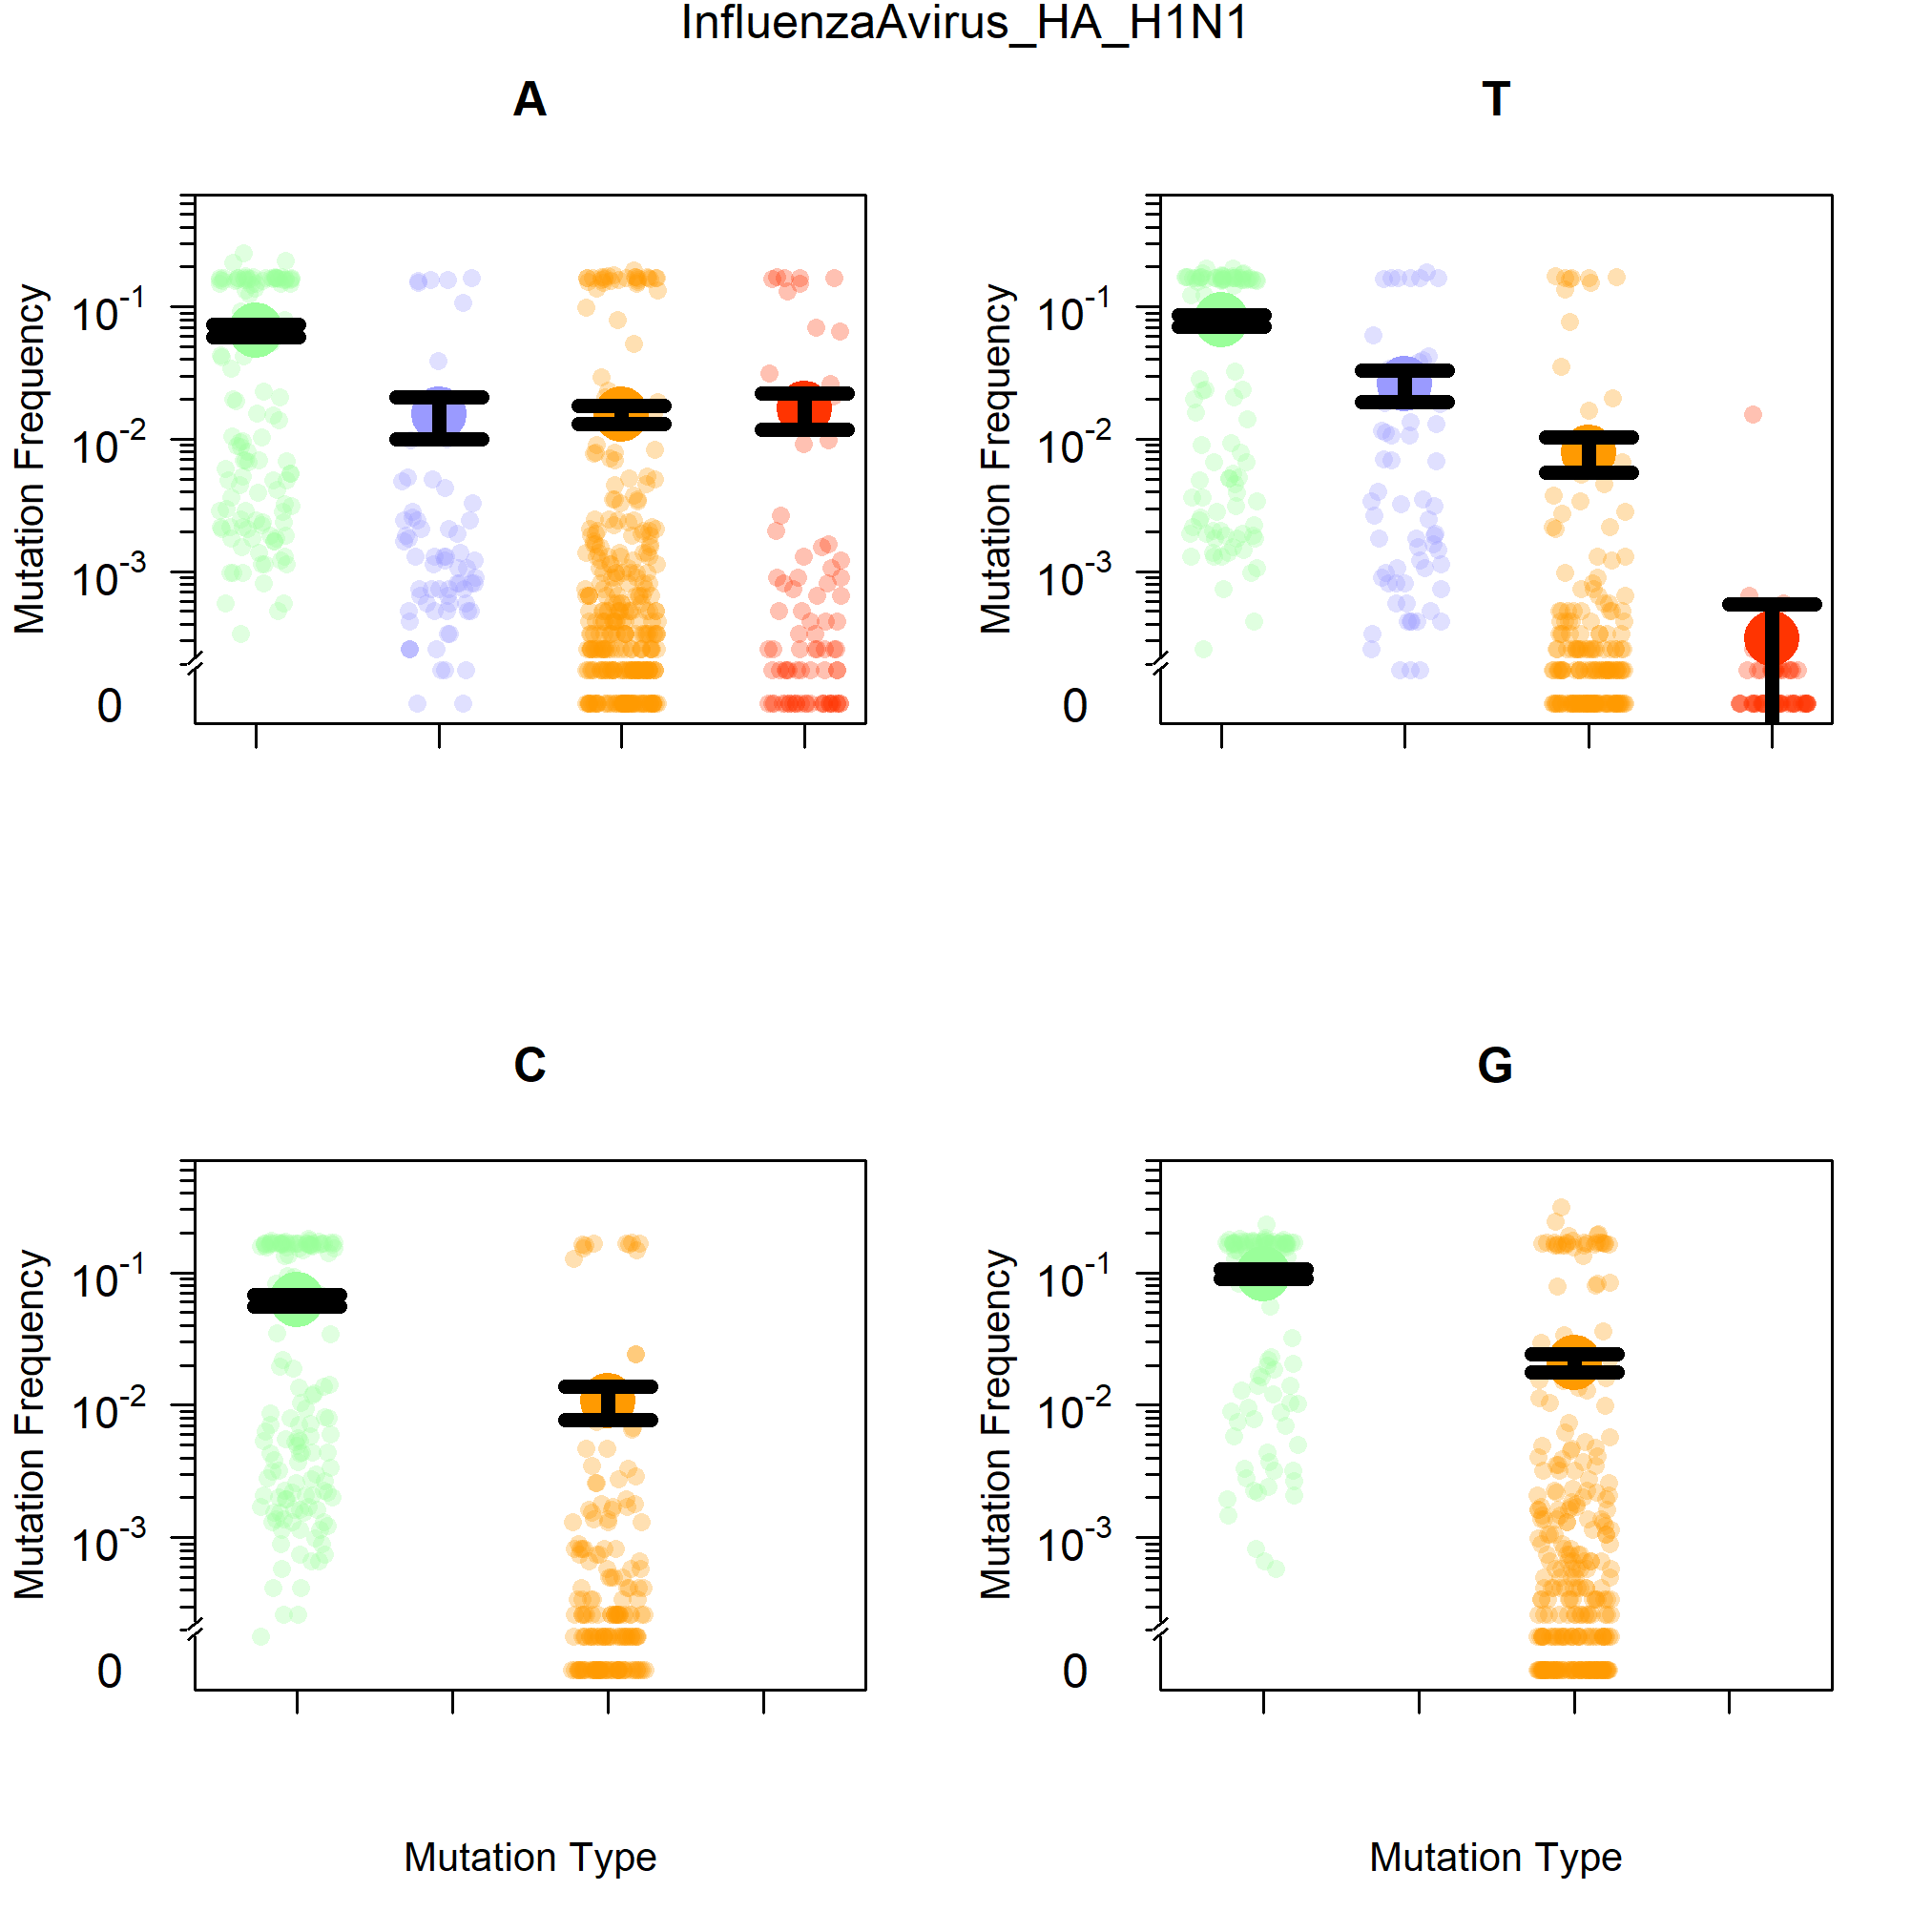 InfluenzaAvirus_HA_H1N1
A
Mutation Frequency
10-1
10-2
10-3
0
T
Mutation Frequency
10-1
10-2
10-3
0
C
Mutation Frequency
10-1
10-2
10-3
0
Mutation Type
G
Mutation Frequency
10-1
10-2
10-3
0
Mutation Type